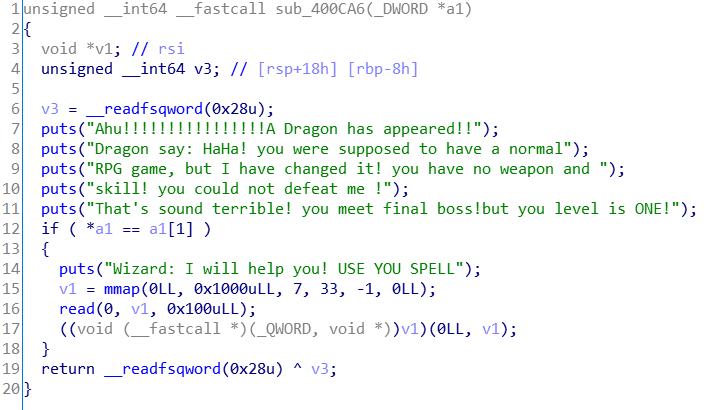 1 unsigned __int64 __fastcall sub_400CA6(_DWORD *a1)
2 {
3   void *v1; // rsi
4   unsigned __int64 v3; // [rsp+18h] [rbp-8h]
5
6   v3 = __readfsqword(0x28u);
7   puts("Ahu!!!!!!!!!!!!!!!!A Dragon has appeared!!");
8   puts("Dragon say: HaHa! you were supposed to have a normal");
9   puts("RPG game, but I have changed it! you have no weapon and ");
10   puts("skill! you could not defeat me !");
11   puts("That's sound terrible! you meet final boss!but you level is ONE!");
12   if ( *a1 == a1[1] )
13   {
14     puts("Wizard: I will help you! USE YOU SPELL");
15     v1 = mmap(0LL, 0x1000uLL, 7, 33, -1, 0LL);
16     read(0, v1, 0x100uLL);
17     ((void (__fastcall *)(_QWORD, void *))v1)(0LL, v1);
18   }
19   return __readfsqword(0x28u) ^ v3;
20 }